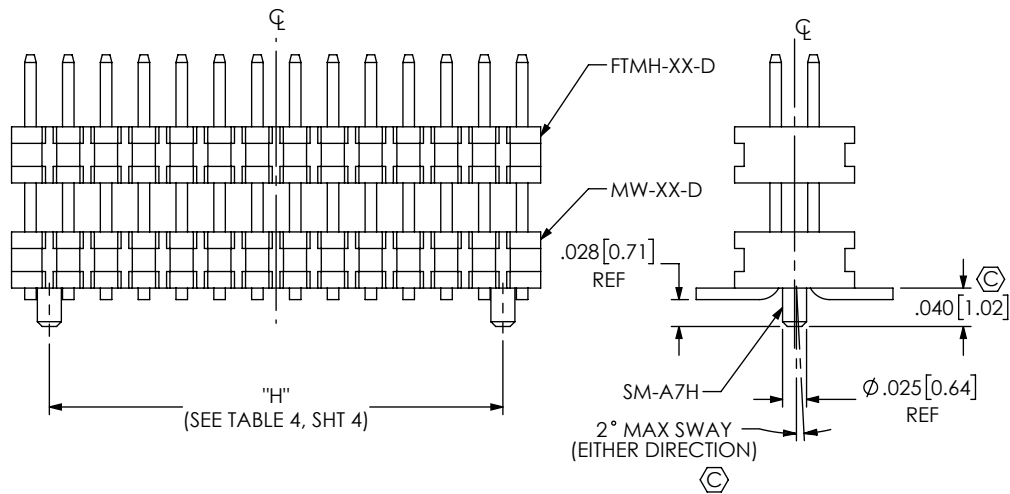 ℄
℄
FTMH-XX-D
MW-XX-D
.028[0.71]
REF
C
.040[1.02]
SM-A7H
Ø.025[0.64]
REF
"H"
(SEE TABLE 4, SHT 4)
2° MAX SWAY
(EITHER DIRECTION)
C